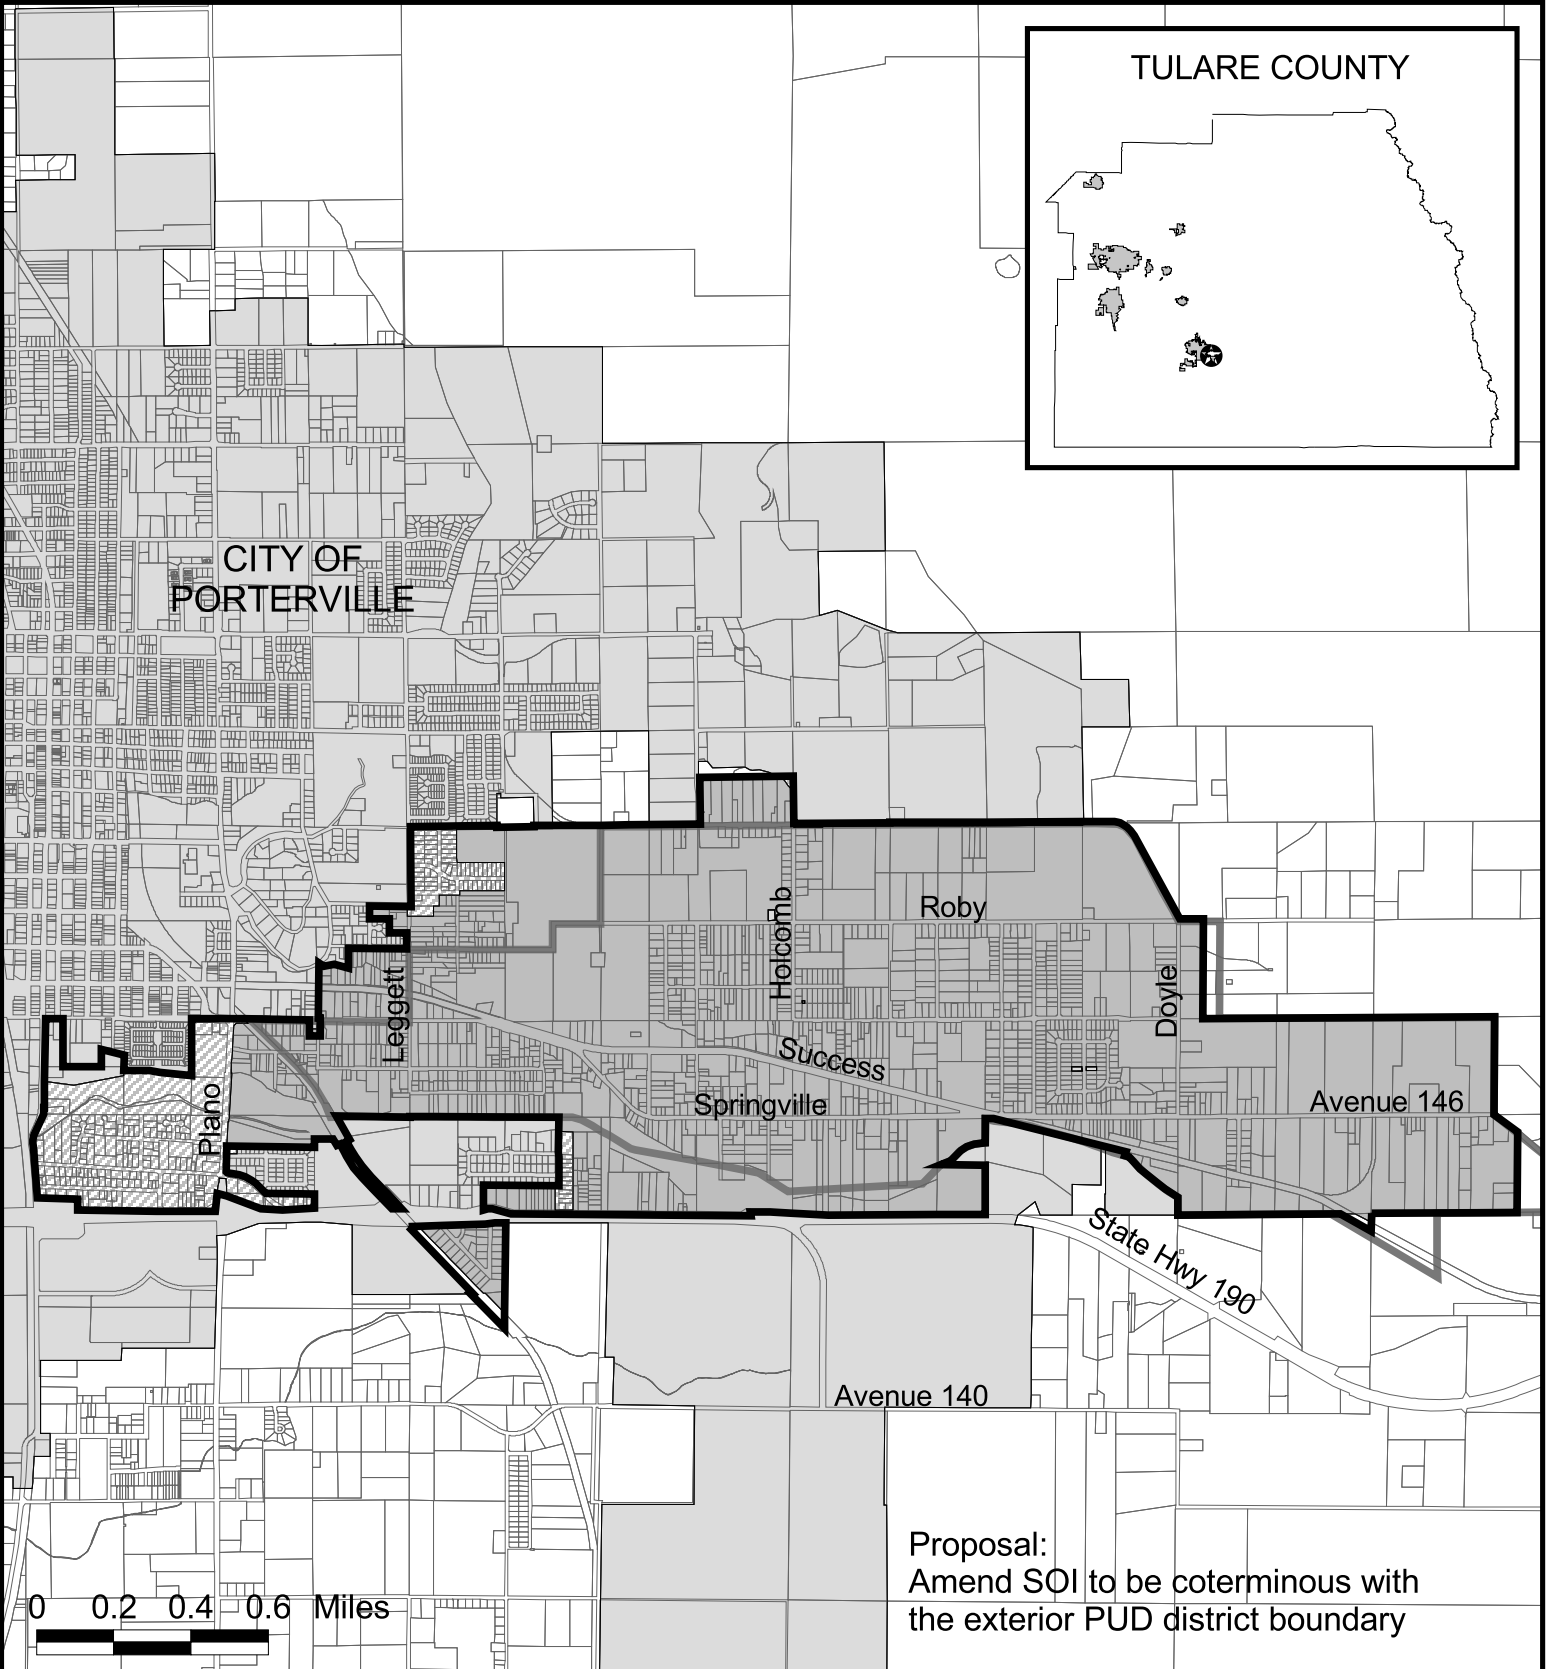 TULARE COUNTY
CITY OF
PORTERVILLE
Roby
Holcomb
Leggett
Doyle
Success
Springville
Plano
Avenue 146
State Hwy 190
Avenue 140
Proposal:
Amend SOI to be coterminous with
the exterior PUD district boundary
0 0.2 0.4 0.6 Miles